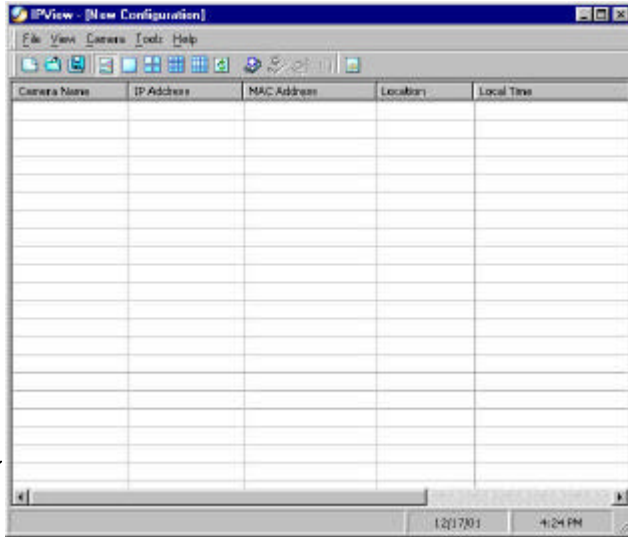 IPView - [New Configuration]
File View Camera Tools Help
Camera Name IP Address MAC Address Location Local Time
12/17/01 4:24 PM